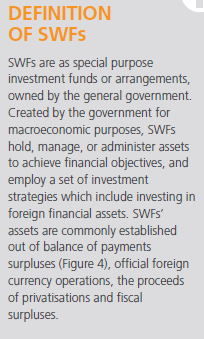 DEFINITION
OF SWFs
SWFs are as special purpose
investment funds or arrangements,
owned by the general government.
Created by the government for
macroeconomic purposes, SWFs
hold, manage, or administer assets
to achieve financial objectives, and
employ a set of investment
strategies which include investing in
foreign financial assets. SWFs’
assets are commonly established
out of balance of payments
surpluses (Figure 4), official foreign
currency operations, the proceeds
of privatisations and fiscal
surpluses.